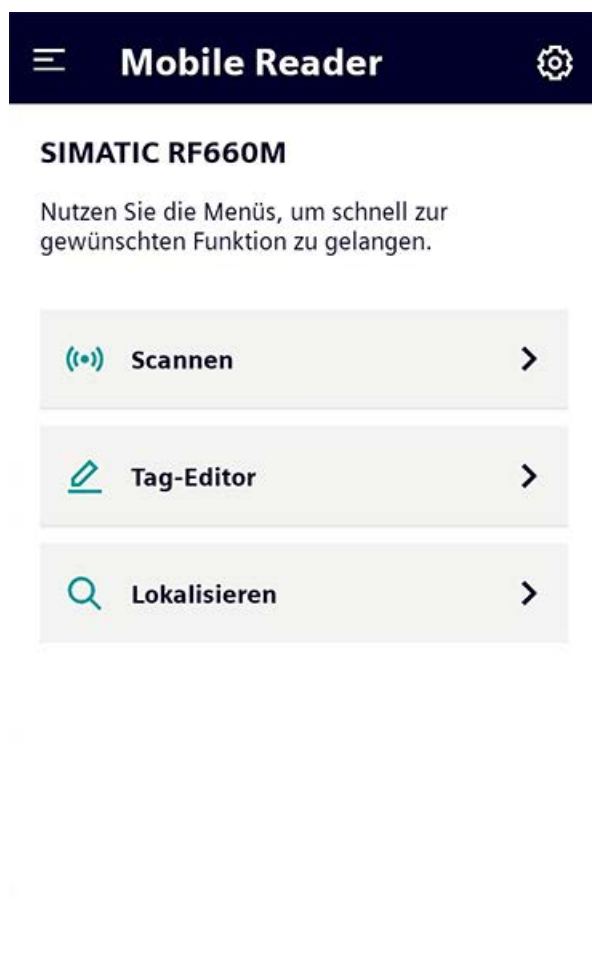 Mobile Reader
SIMATIC RF660M
Nutzen Sie die Menüs, um schnell zur
gewünschten Funktion zu gelangen.
Scannen
Tag-Editor
Lokalisieren